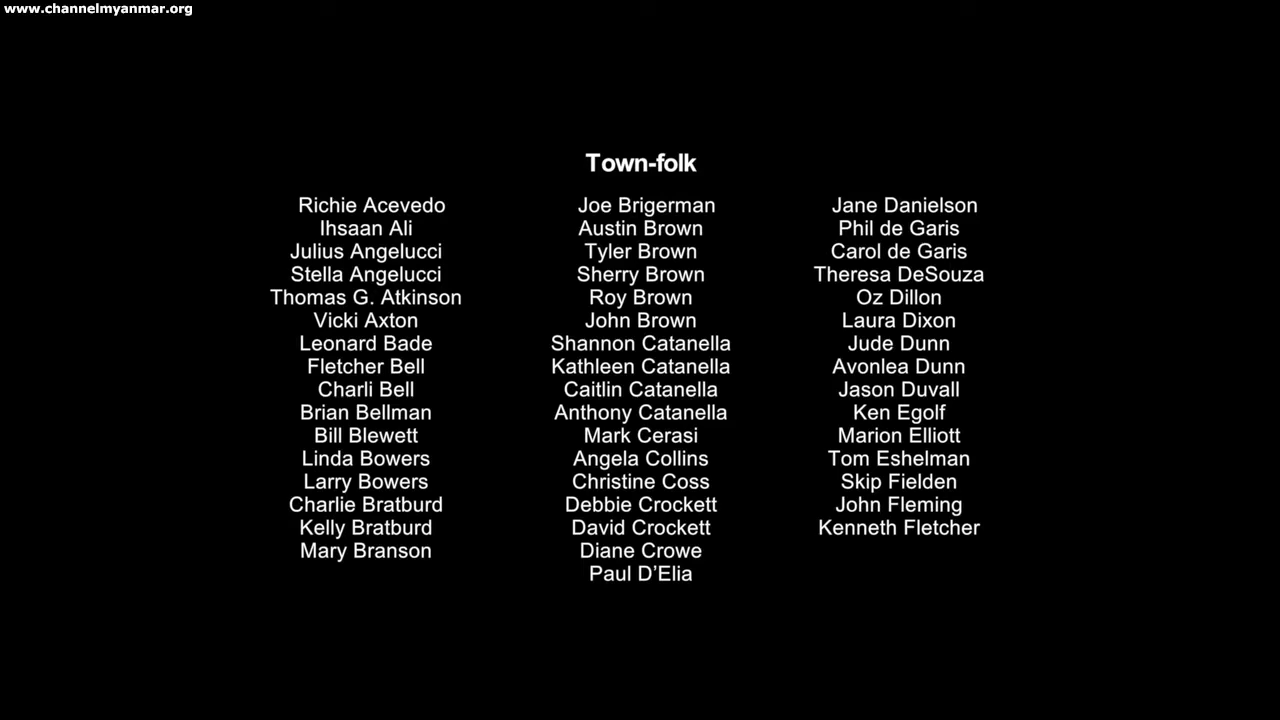 www.channelmyanmar.org
Town-folk
Richie Acevedo
Ihsaan Ali
Julius Angelucci
Stella Angelucci
Thomas G. Atkinson
Vicki Axton
Leonard Bade
Fletcher Bell
Charli Bell
Brian Bellman
Bill Blewett
Linda Bowers
Larry Bowers
Charlie Bratburd
Kelly Bratburd
Mary Branson
Joe Brigerman
Austin Brown
Tyler Brown
Sherry Brown
Roy Brown
John Brown
Shannon Catanella
Kathleen Catanella
Caitlin Catanella
Anthony Catanella
Mark Cerasi
Angela Collins
Christine Coss
Debbie Crockett
David Crockett
Diane Crowe
Paul D’Elia
Jane Danielson
Phil de Garis
Carol de Garis
Theresa DeSouza
Oz Dillon
Laura Dixon
Jude Dunn
Avonlea Dunn
Jason Duvall
Ken Egolf
Marion Elliott
Tom Eshelman
Skip Fielden
John Fleming
Kenneth Fletcher